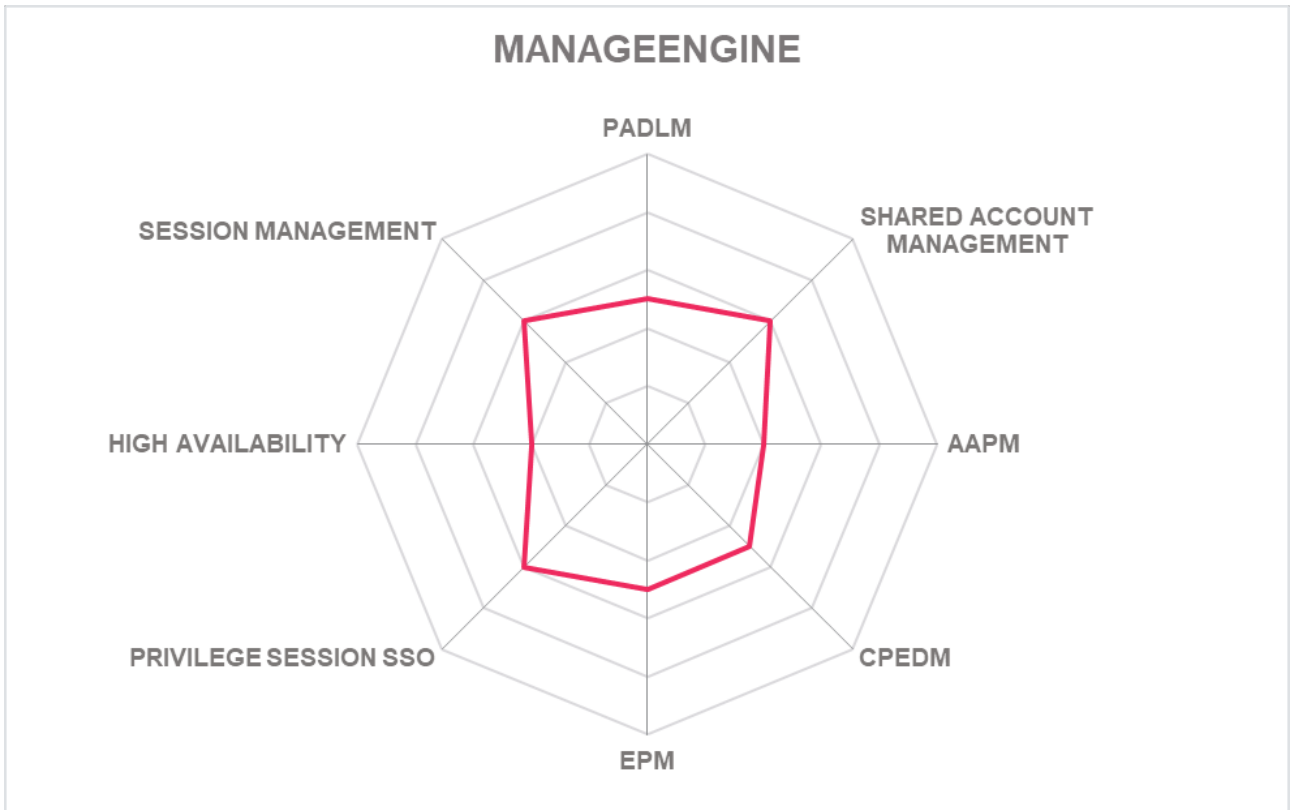 MANAGEENGINE
PADLM
SHARED ACCOUNT
MANAGEMENT
SESSION MANAGEMENT
HIGH AVAILABILITY
AAPM
PRIVILEGE SESSION SSO
CPEDM
EPM